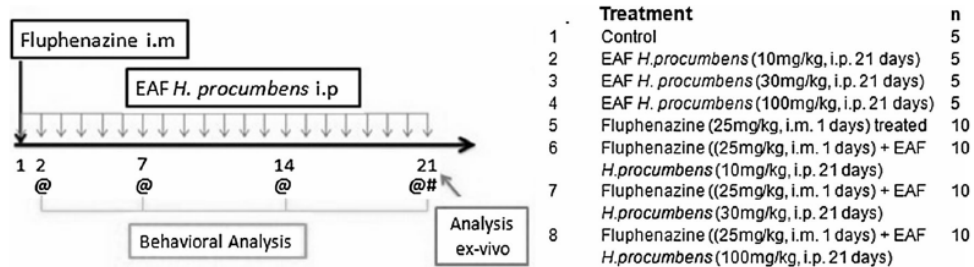 Fluphenazine i.m
EAF H. procumbens i.p
1 2 7 14 21
@ @ @ @#
Behavioral Analysis
Analysis
ex-vivo
. Treatment n
1 Control 5
2 EAF H.procumbens (10mg/kg, i.p. 21 days) 5
3 EAF H.procumbens (30mg/kg, i.p. 21 days) 5
4 EAF H.procumbens (100mg/kg, i.p. 21 days) 5
5 Fluphenazine (25mg/kg, i.m. 1 days) treated 10
6 Fluphenazine ((25mg/kg, i.m. 1 days) + EAF 10
H.procumbens (10mg/kg, i.p. 21 days)
7 Fluphenazine ((25mg/kg, i.m. 1 days) + EAF 10
H.procumbens (30mg/kg, i.p. 21 days)
8 Fluphenazine ((25mg/kg, i.m. 1 days) + EAF 10
H.procumbens (100mg/kg, i.p. 21 days)